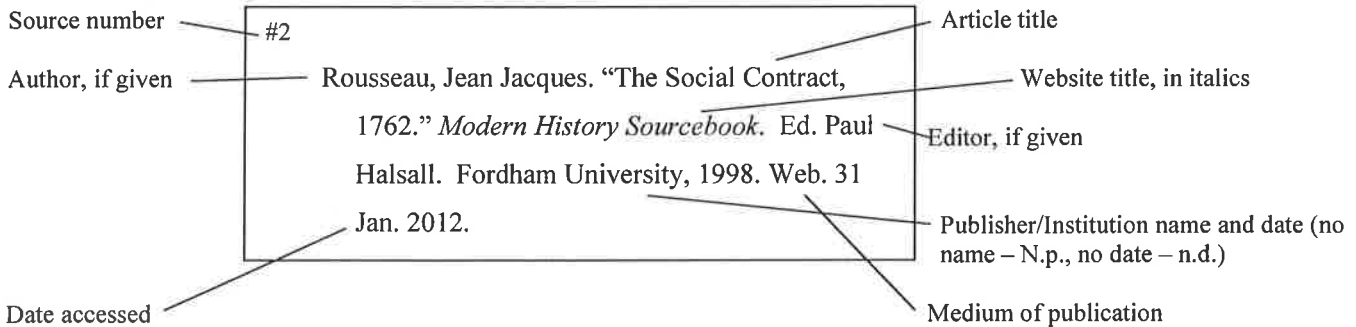 Source number
#2
Article title
Author, if given
Rousseau, Jean Jacques. “The Social Contract,
Website title, in italics
1762.” Modern History Sourcebook. Ed. Paul
Editor, if given
Halsall. Fordham University, 1998. Web. 31
Jan. 2012.
Publisher/Institution name and date (no
name – N.p., no date – n.d.)
Date accessed
Medium of publication